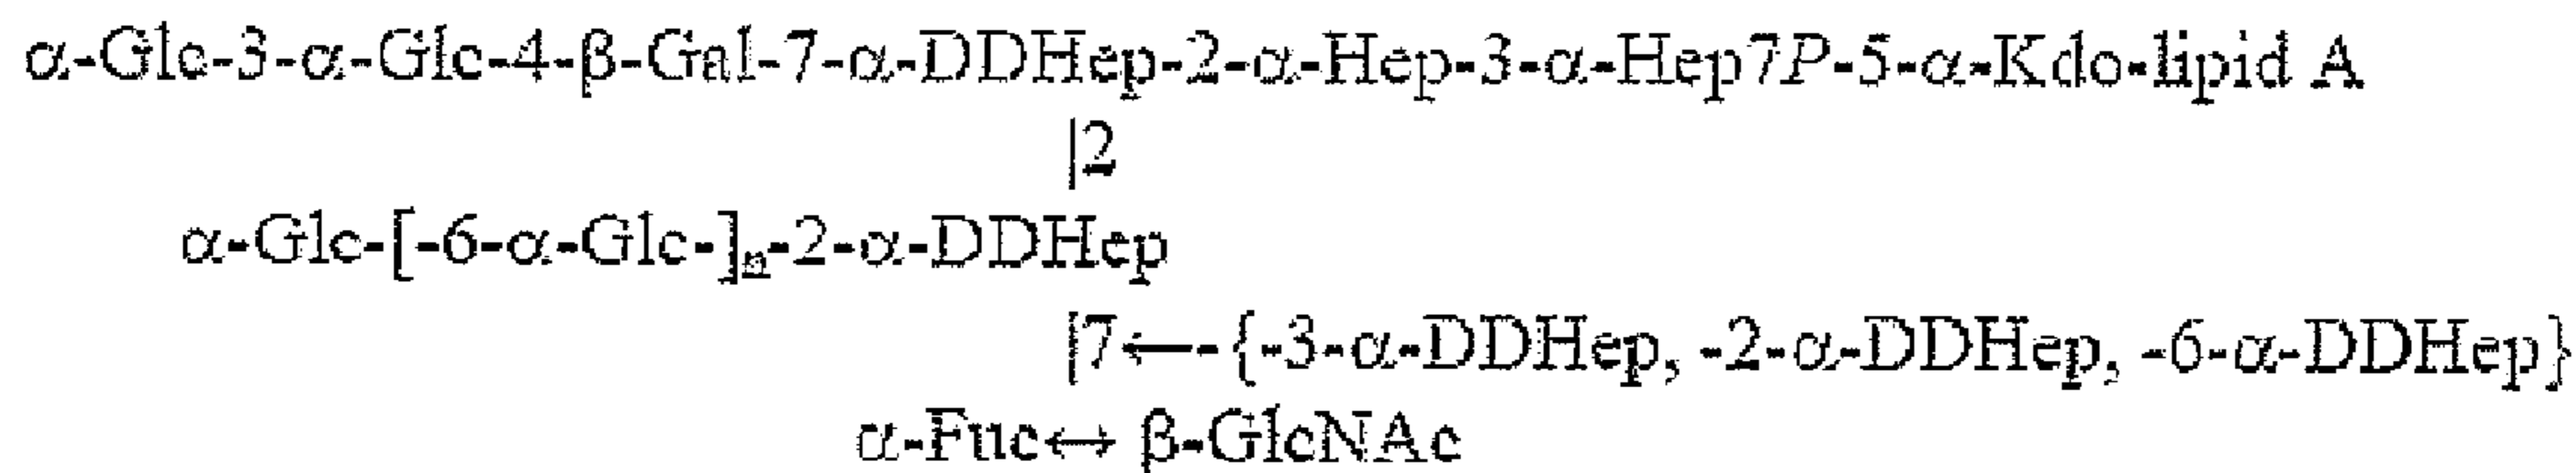 α-Glc-3-α-Glc-4-β-Gal-7-α-DDHep-2-α-Hep-3-α-Hep7P-5-α-Kdo-lipid A
|2
α-Glc-[-6-α-Glc-]n-2-α-DDHep
|7←-{-3-α-DDHep, -2-α-DDHep, -6-α-DDHep}
α-Fuc↔ β-GlcNAc